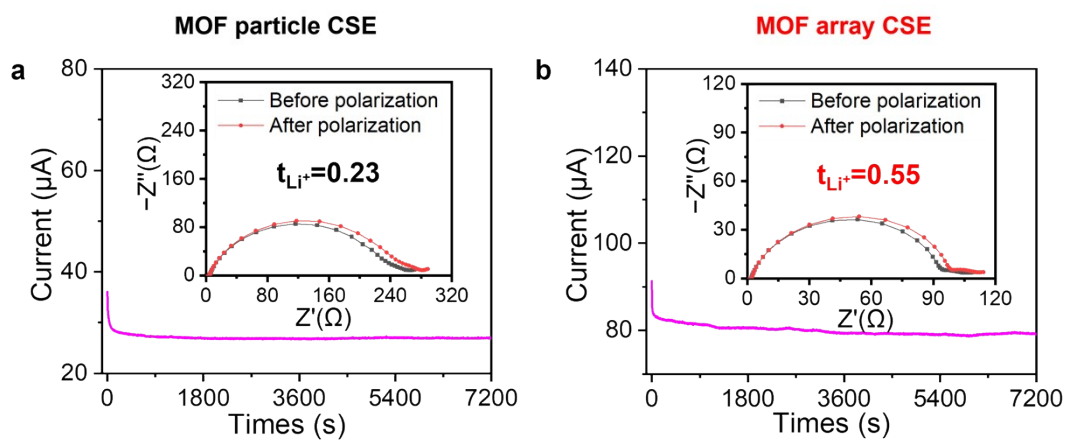 MOF particle CSE
MOF array CSE
a
80
60
40
20
Current (μA)
0
1800
3600
5400
7200
Times (s)
320
240
160
80
0
−Z"(Ω)
0
80
160
240
320
Z'(Ω)
Before polarization
After polarization
tLi+=0.23
b
140
120
100
80
Current (μA)
0
1800
3600
5400
7200
Times (s)
120
90
60
30
0
−Z"(Ω)
0
30
60
90
120
Z'(Ω)
Before polarization
After polarization
tLi+=0.55